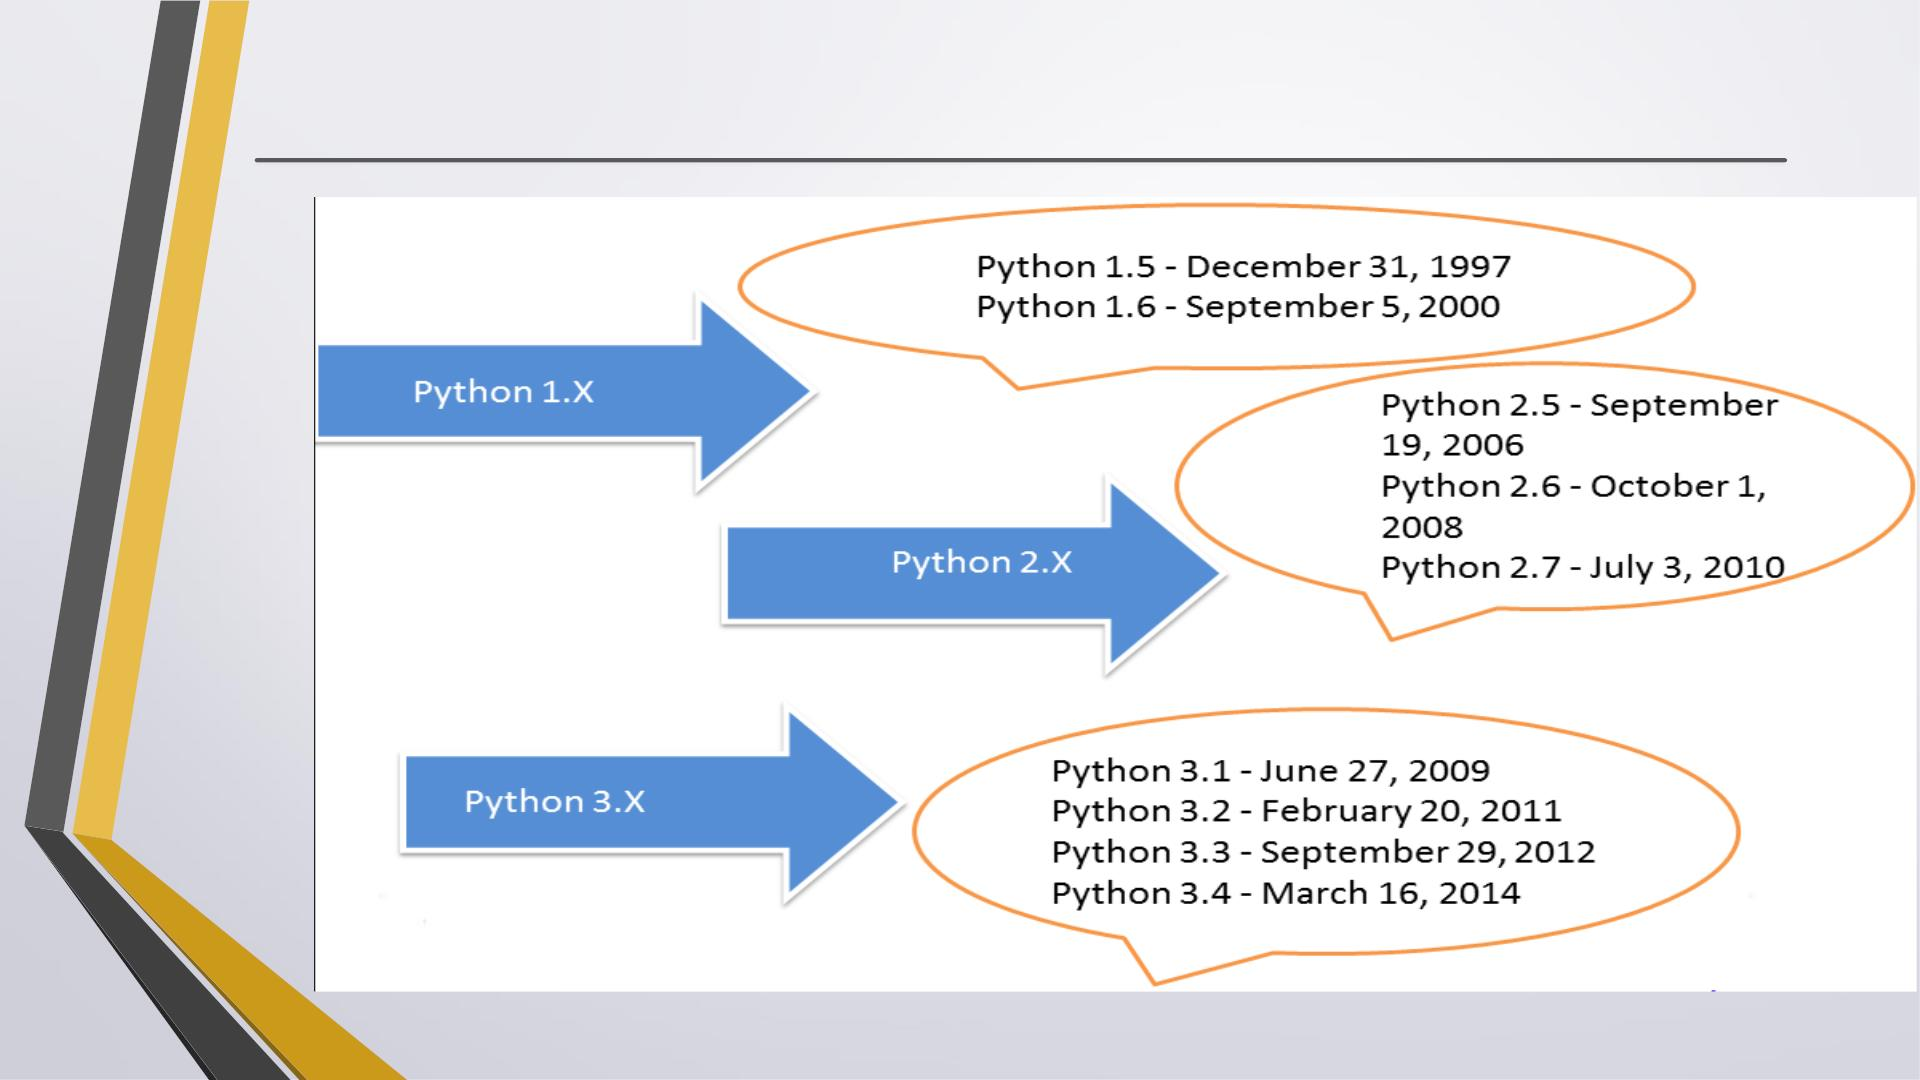 Python 1.5 - December 31, 1997
Python 1.6 - September 5, 2000
Python 1.X
Python 2.5 - September
19, 2006
Python 2.6 - October 1,
2008
Python 2.7 - July 3, 2010
Python 2.X
Python 3.1 - June 27, 2009
Python 3.2 - February 20, 2011
Python 3.3 - September 29, 2012
Python 3.4 - March 16, 2014
Python 3.X